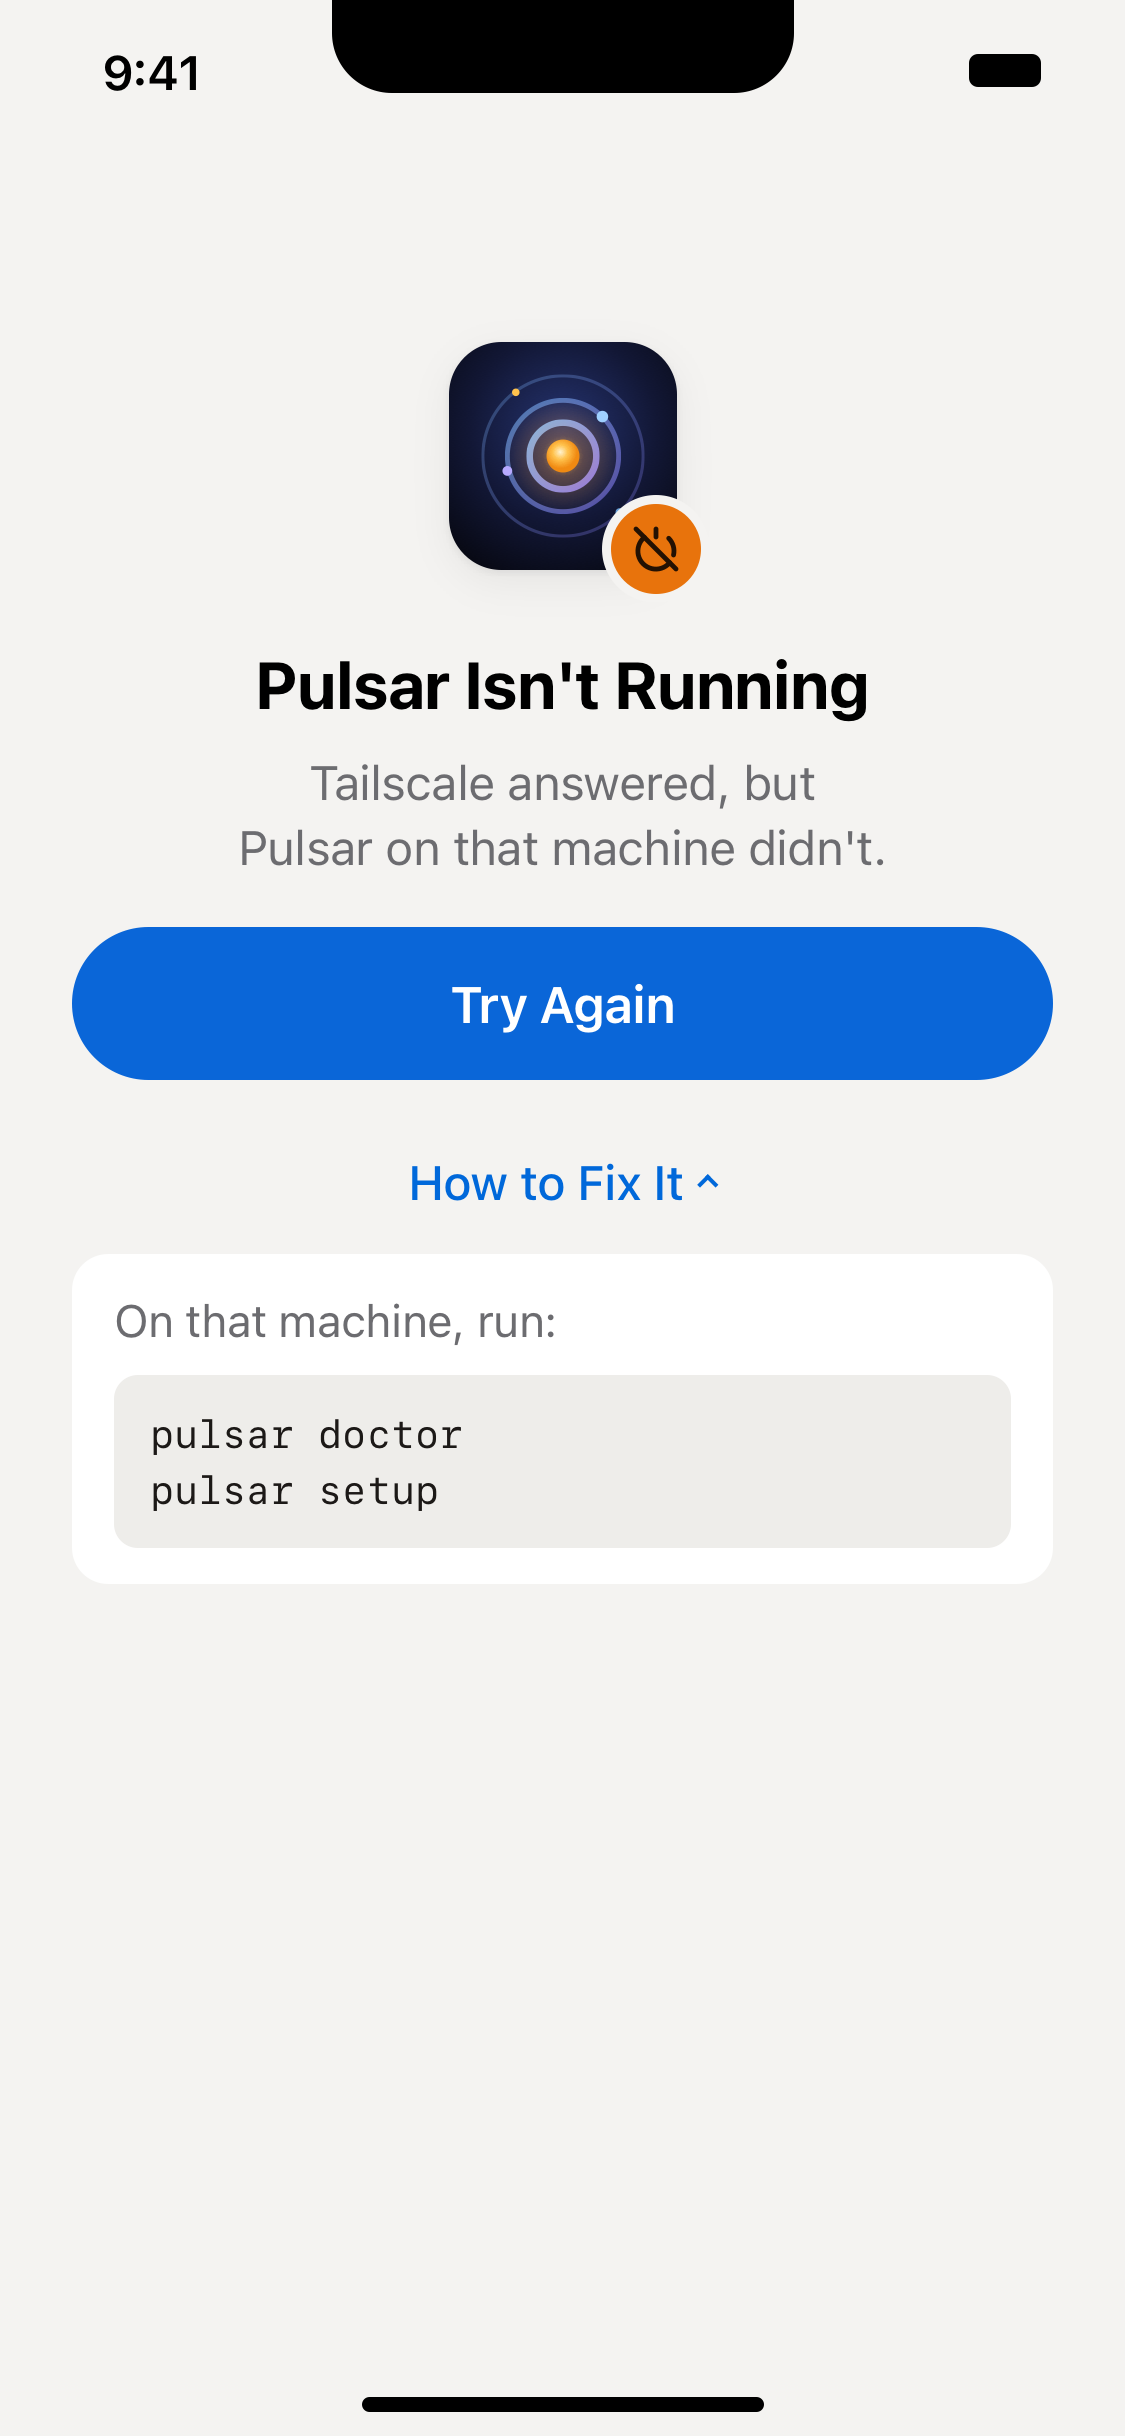 9:41
Pulsar Isn't Running
Tailscale answered, but
Pulsar on that machine didn't.
Try Again
How to Fix It
On that machine, run:
pulsar doctor
pulsar setup